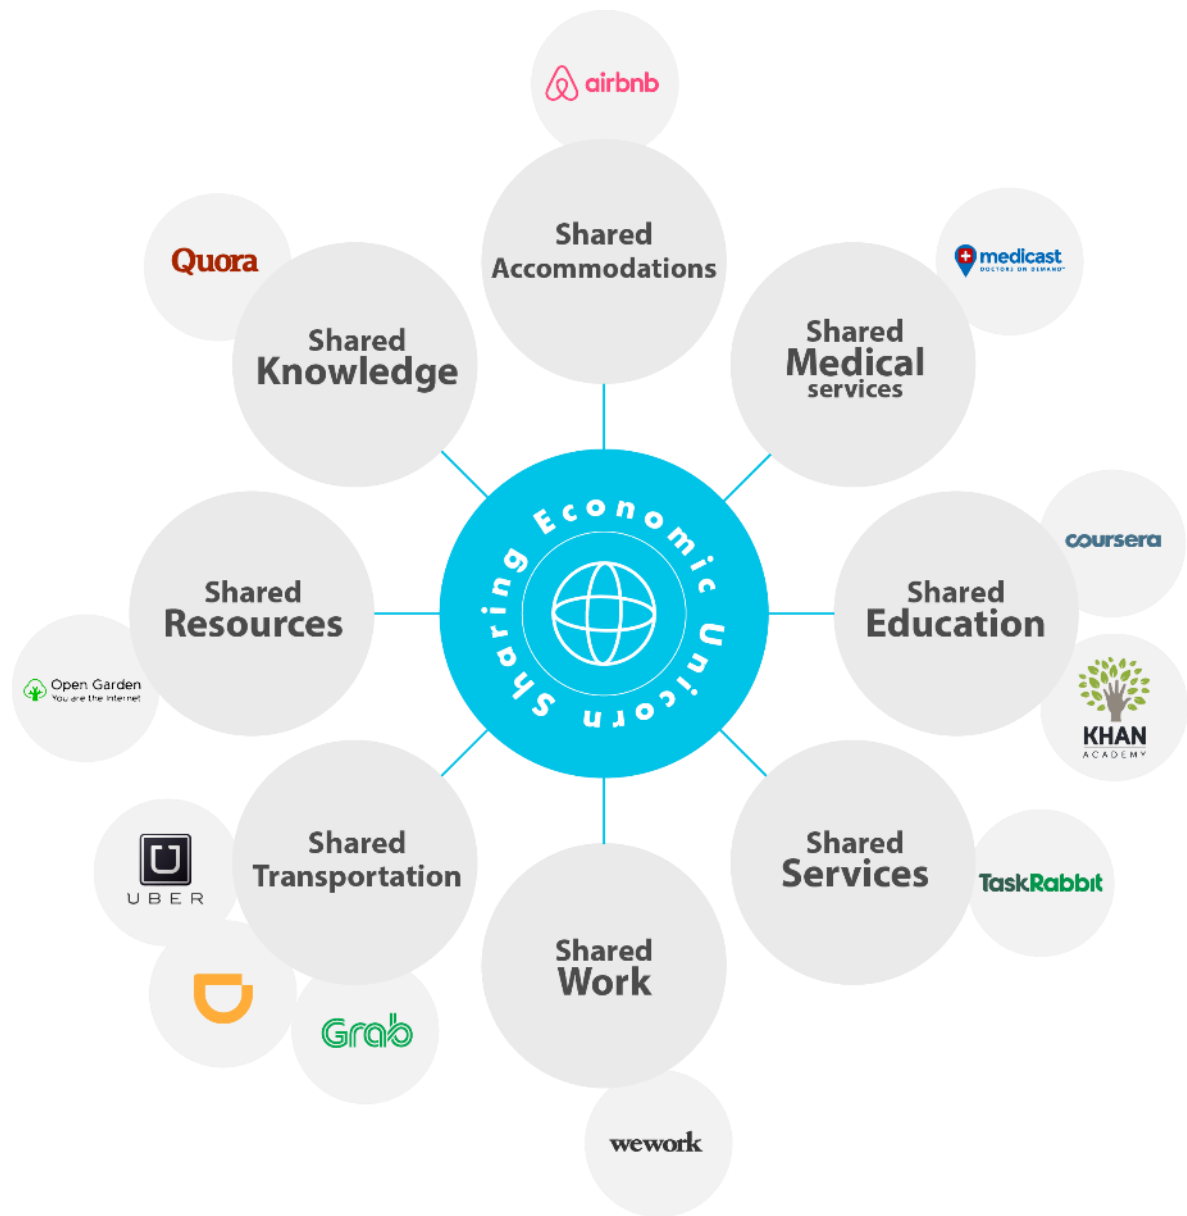 airbnb
Shared
Accommodations
medicast
DOCTORS ON DEMAND™
Shared
Medical
services
coursera
Shared
Education
KHAN
ACADEMY
Shared
Services
TaskRabbit
Shared
Work
wework
Shared
Transportation
UBER
Grab
Shared
Resources
Open Garden
You are the Internet
Quora
Shared
Knowledge
Sharing Economic Unicorn